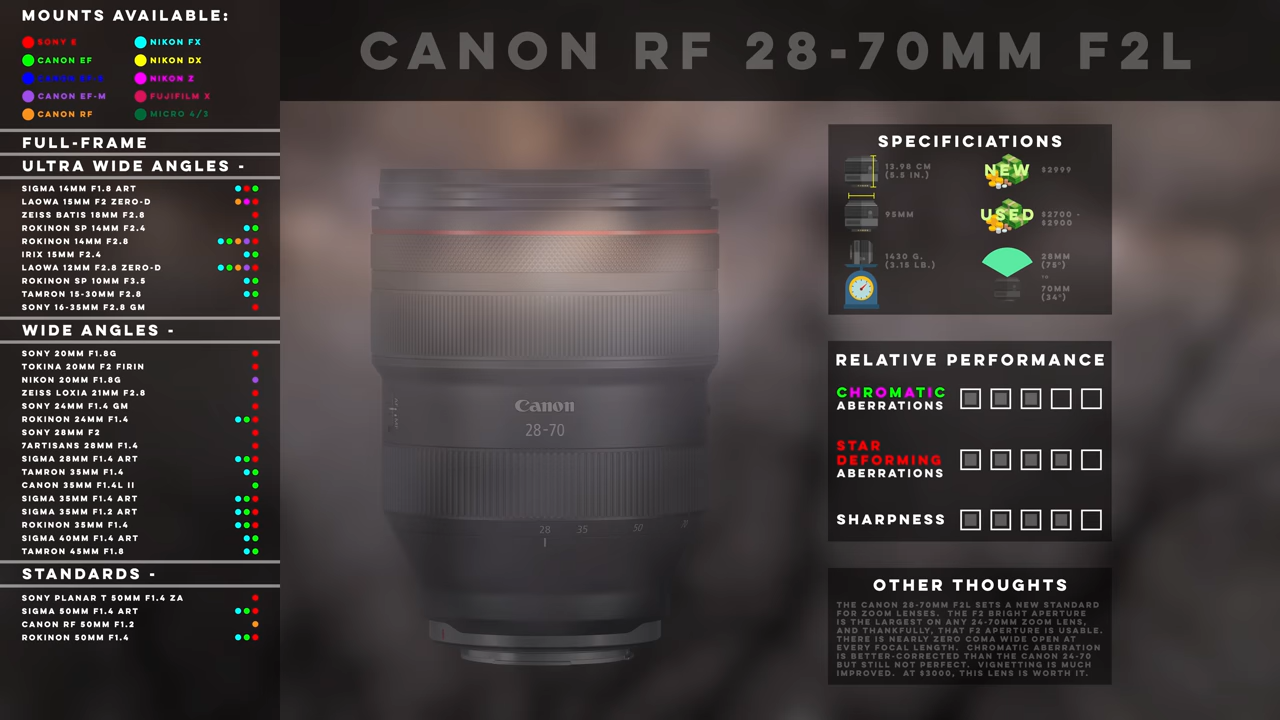 MOUNTS AVAILABLE:
SONY E
NIKON FX
CANON EF
NIKON DX
CANON EF-S
NIKON Z
CANON EF-M
FUJIFILM X
CANON RF
MICRO 4/3
FULL-FRAME
ULTRA WIDE ANGLES -
SIGMA 14MM F1.8 ART
LAOWA 15MM F2 ZERO-D
ZEISS BATIS 18MM F2.8
ROKINON SP 14MM F2.4
ROKINON 14MM F2.8
IRIX 15MM F2.4
LAOWA 12MM F2.8 ZERO-D
ROKINON SP 10MM F3.5
TAMRON 15-30MM F2.8
SONY 16-35MM F2.8 GM
WIDE ANGLES -
SONY 20MM F1.8G
TOKINA 20MM F2 FIRIN
NIKON 20MM F1.8G
ZEISS LOXIA 21MM F2.8
SONY 24MM F1.4 GM
ROKINON 24MM F1.4
SONY 28MM F2
7ARTISANS 28MM F1.4
SIGMA 28MM F1.4 ART
TAMRON 35MM F1.4
CANON 35MM F1.4L II
SIGMA 35MM F1.4 ART
SIGMA 35MM F1.2 ART
ROKINON 35MM F1.4
SIGMA 40MM F1.4 ART
TAMRON 45MM F1.8
STANDARDS -
SONY PLANAR T 50MM F1.4 ZA
SIGMA 50MM F1.4 ART
CANON RF 50MM F1.2
ROKINON 50MM F1.4
CANON RF 28-70MM F2L
Canon
28-70
28 35 50 70
SPECIFICIATIONS
13.98 CM
(5.5 IN.)
95MM
1430 G.
(3.15 LB.)
NEW
$2999
USED
$2700 -
$2900
28MM
(75°)
TO
70MM
(34°)
RELATIVE PERFORMANCE
CHROMATIC
ABERRATIONS
STAR
DEFORMING
ABERRATIONS
SHARPNESS
OTHER THOUGHTS
THE CANON 28-70MM F2L SETS A NEW STANDARD
FOR ZOOM LENSES. THE F2 BRIGHT APERTURE
IS THE LARGEST ON ANY 24-70MM ZOOM LENS,
AND THANKFULLY, THAT F2 APERTURE IS USABLE.
THERE IS NEARLY ZERO COMA WIDE OPEN AT
EVERY FOCAL LENGTH. CHROMATIC ABERRATION
IS BETTER-CORRECTED THAN THE CANON 24-70
BUT STILL NOT PERFECT. VIGNETTING IS MUCH
IMPROVED. AT $3000, THIS LENS IS WORTH IT.